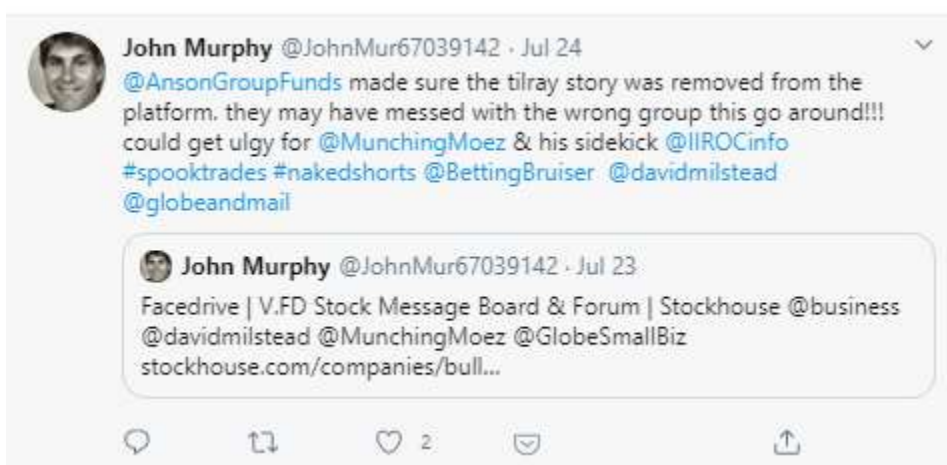 John Murphy @JohnMur67039142 · Jul 24
@AnsonGroupFunds made sure the tilray story was removed from the
platform. they may have messed with the wrong group this go around!!!
could get ulgy for @MunchingMoez & his sidekick @IIROCinfo
#spooktrades #nakedshorts @BettingBruiser @davidmilstead
@globeandmail
John Murphy @JohnMur67039142 · Jul 23
Facedrive | V.FD Stock Message Board & Forum | Stockhouse @business
@davidmilstead @MunchingMoez @GlobeSmallBiz
stockhouse.com/companies/bull...
2